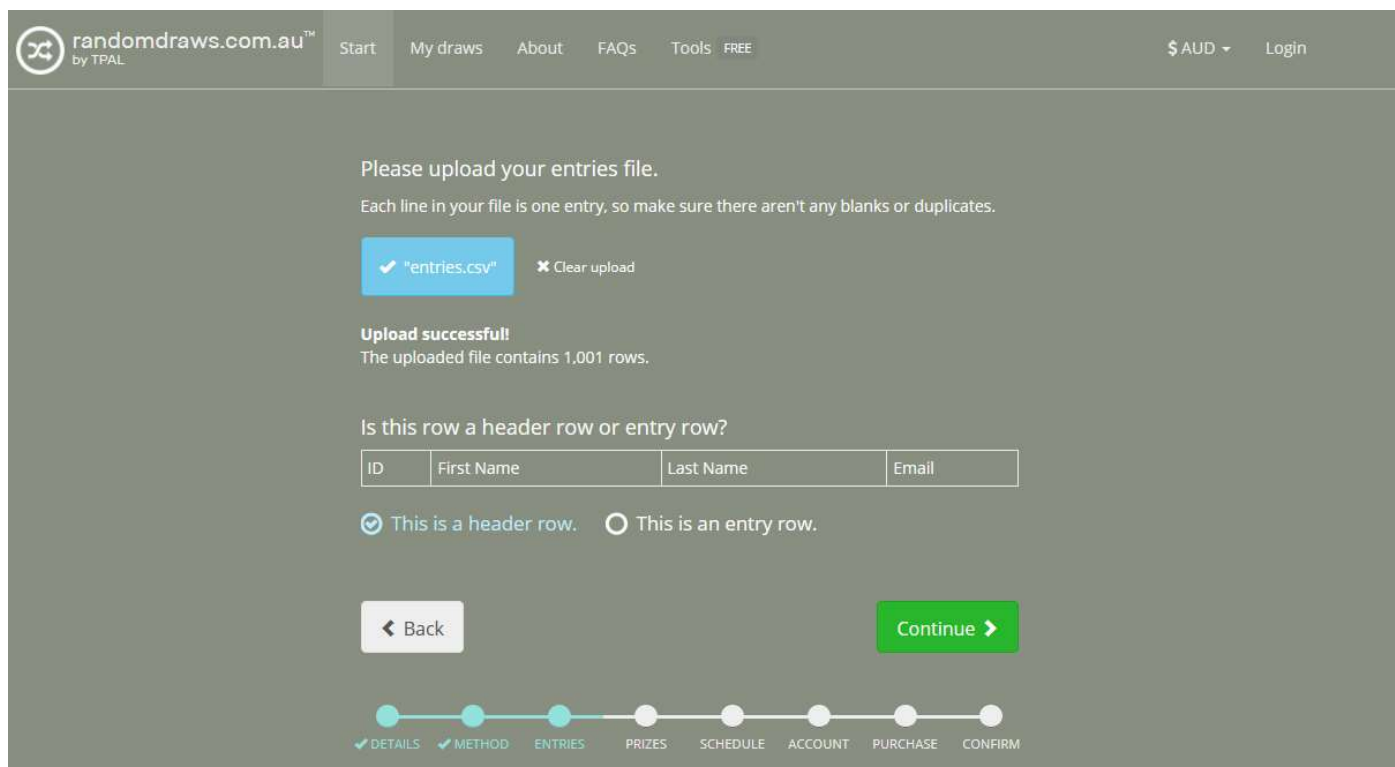 randomdraws.com.au™
by TPAL
Start My draws About FAQs Tools FREE $ AUD Login
Please upload your entries file.
Each line in your file is one entry, so make sure there aren't any blanks or duplicates.
"entries.csv" Clear upload
Upload successful!
The uploaded file contains 1,001 rows.
Is this row a header row or entry row?
ID First Name Last Name Email
This is a header row. This is an entry row.
Back Continue
DETAILS METHOD ENTRIES PRIZES SCHEDULE ACCOUNT PURCHASE CONFIRM